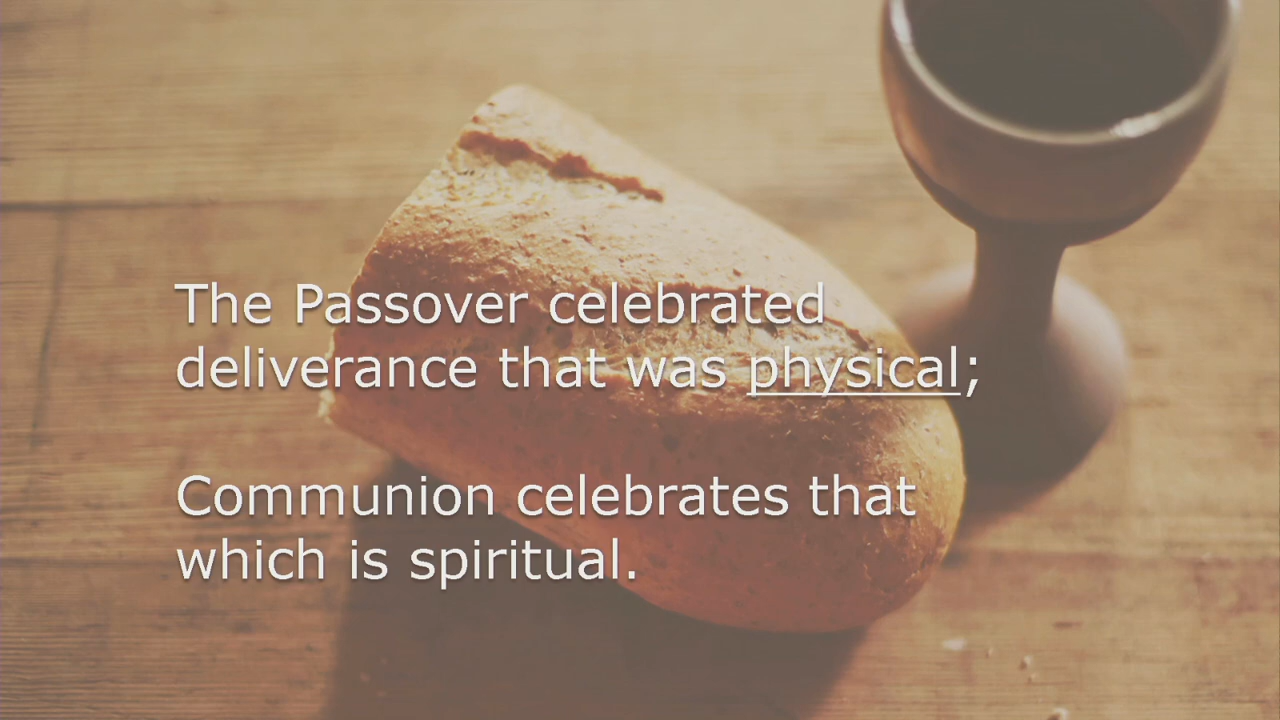 The Passover celebrated
deliverance that was physical;
Communion celebrates that
which is spiritual.